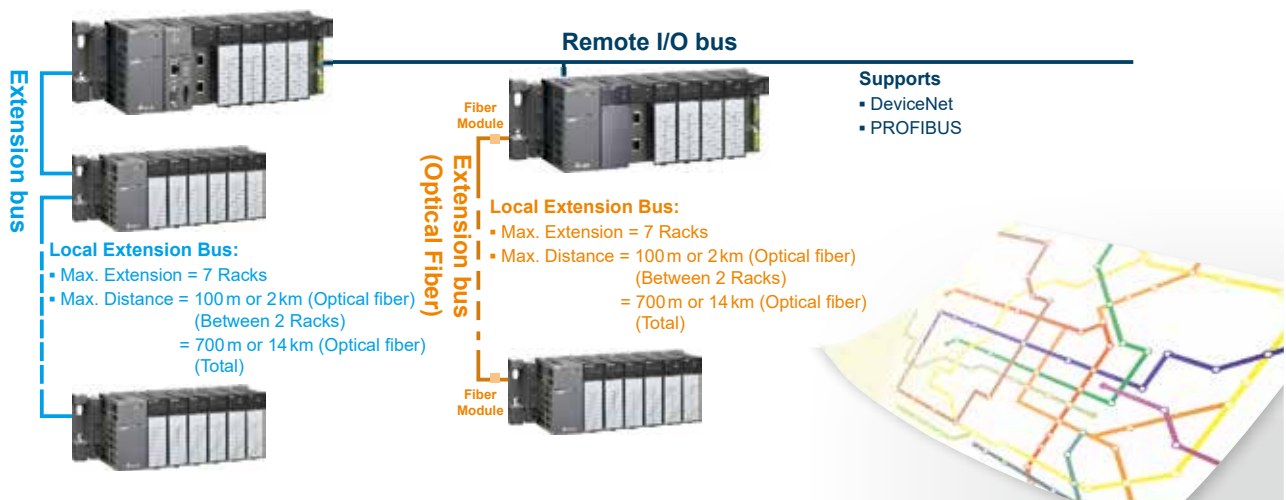 Remote I/O bus
Extension bus
Supports
▪ DeviceNet
▪ PROFIBUS
Fiber
Module
Extension bus
(Optical Fiber)
Local Extension Bus:
▪ Max. Extension = 7 Racks
▪ Max. Distance = 100 m or 2 km (Optical fiber)
(Between 2 Racks)
= 700 m or 14 km (Optical fiber)
(Total)
Local Extension Bus:
▪ Max. Extension = 7 Racks
▪ Max. Distance = 100 m or 2 km (Optical fiber)
(Between 2 Racks)
= 700 m or 14 km (Optical fiber)
(Total)
Fiber
Module